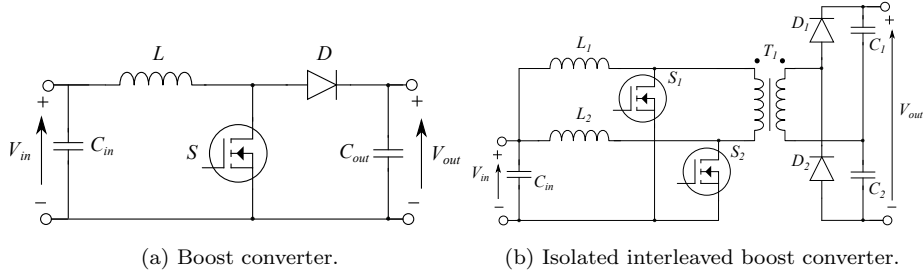 L
D
+
V_in
C_in
−
S
C_out
+
V_out
−
(a) Boost converter.
L_1
L_2
S_1
S_2
T_1
D_1
D_2
C_1
C_2
+
V_in
C_in
−
+
V_out
−
(b) Isolated interleaved boost converter.